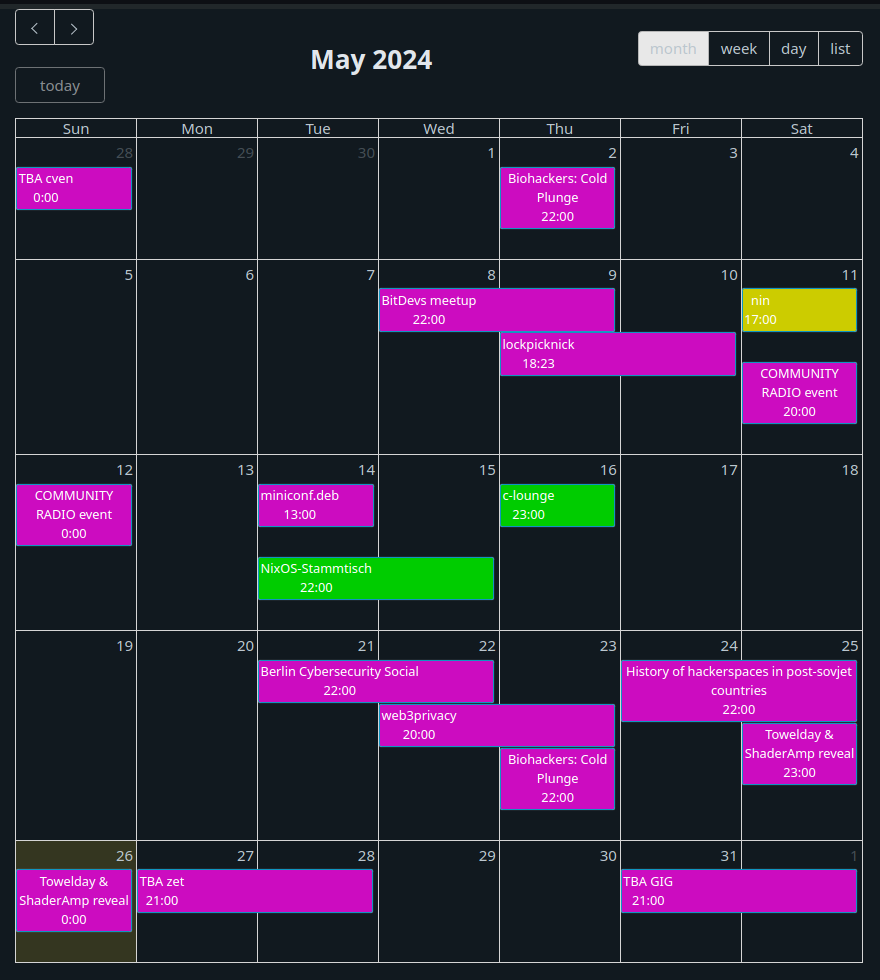 May 2024
month week day list
today
Sun Mon Tue Wed Thu Fri Sat
28 29 30 1 2 3 4
TBA cven
0:00
Biohackers: Cold
Plunge
22:00
5 6 7 8 9 10 11
BitDevs meetup
22:00
lockpicknick
18:23
nin
17:00
COMMUNITY
RADIO event
20:00
12 13 14 15 16 17 18
COMMUNITY
RADIO event
0:00
miniconf.deb
13:00
NixOS-Stammtisch
22:00
c-lounge
23:00
19 20 21 22 23 24 25
Berlin Cybersecurity Social
22:00
web3privacy
20:00
Biohackers: Cold
Plunge
22:00
History of hackerspaces in post-sovjet
countries
22:00
Towelday &
ShaderAmp reveal
23:00
26 27 28 29 30 31 1
Towelday &
ShaderAmp reveal
0:00
TBA zet
21:00
TBA GIG
21:00